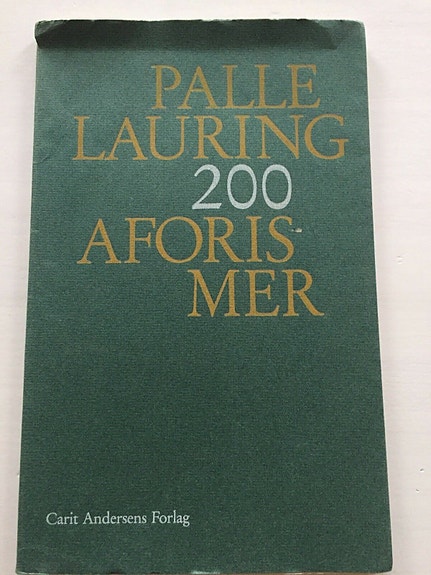 PALLE
LAURING
200
AFORIS-
MER
Carit Andersens Forlag